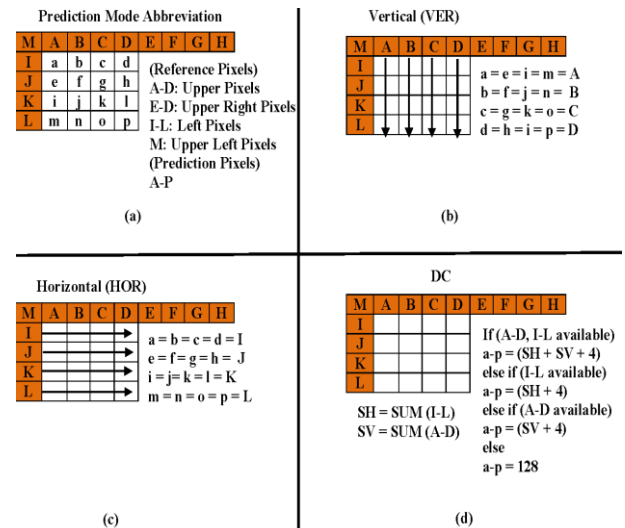 Prediction Mode Abbreviation
M A B C D E F G H
I a b c d
J e f g h
K i j k l
L m n o p
(Reference Pixels)
A-D: Upper Pixels
E-D: Upper Right Pixels
I-L: Left Pixels
M: Upper Left Pixels
(Prediction Pixels)
A-P
(a)
Vertical (VER)
M A B C D E F G H
I
J
K
L
a = e = i = m = A
b = f = j = n = B
c = g = k = o = C
d = h = i = p = D
(b)
Horizontal (HOR)
M A B C D E F G H
I
J
K
L
a = b = c = d = I
e = f = g = h = J
i = j= k = l = K
m = n = o = p = L
(c)
DC
M A B C D E F G H
I
J
K
L
SH = SUM (I-L)
SV = SUM (A-D)
If (A-D, I-L available)
a-p = (SH + SV + 4)
else if (I-L available)
a-p = (SH + 4)
else if (A-D available)
a-p = (SV + 4)
else
a-p = 128
(d)